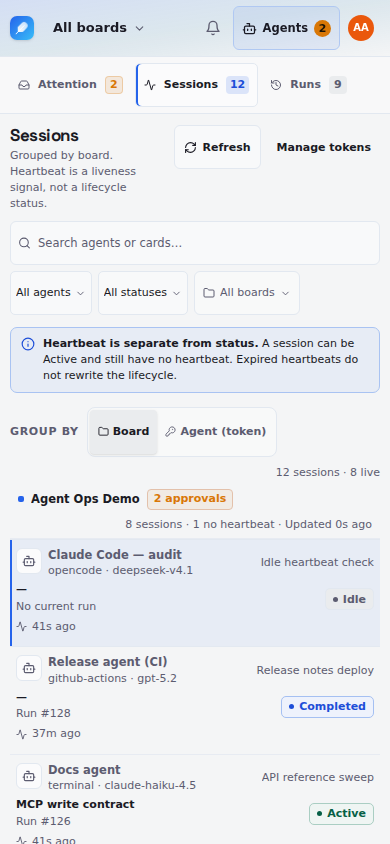 All boards
Agents 2
AA
Attention 2
Sessions 12
Runs 9
Sessions
Grouped by board.
Heartbeat is a liveness
signal, not a lifecycle
status.
Refresh
Manage tokens
Search agents or cards...
All agents
All statuses
All boards
Heartbeat is separate from status. A session can be
Active and still have no heartbeat. Expired heartbeats do
not rewrite the lifecycle.
GROUP BY
Board
Agent (token)
12 sessions · 8 live
Agent Ops Demo 2 approvals
8 sessions · 1 no heartbeat · Updated 0s ago
Claude Code — audit
opencode · deepseek-v4.1
Idle heartbeat check
—
No current run
Idle
41s ago
Release agent (CI)
github-actions · gpt-5.2
Release notes deploy
—
Run #128
Completed
37m ago
Docs agent
terminal · claude-haiku-4.5
API reference sweep
MCP write contract
Run #126
Active
41s ago